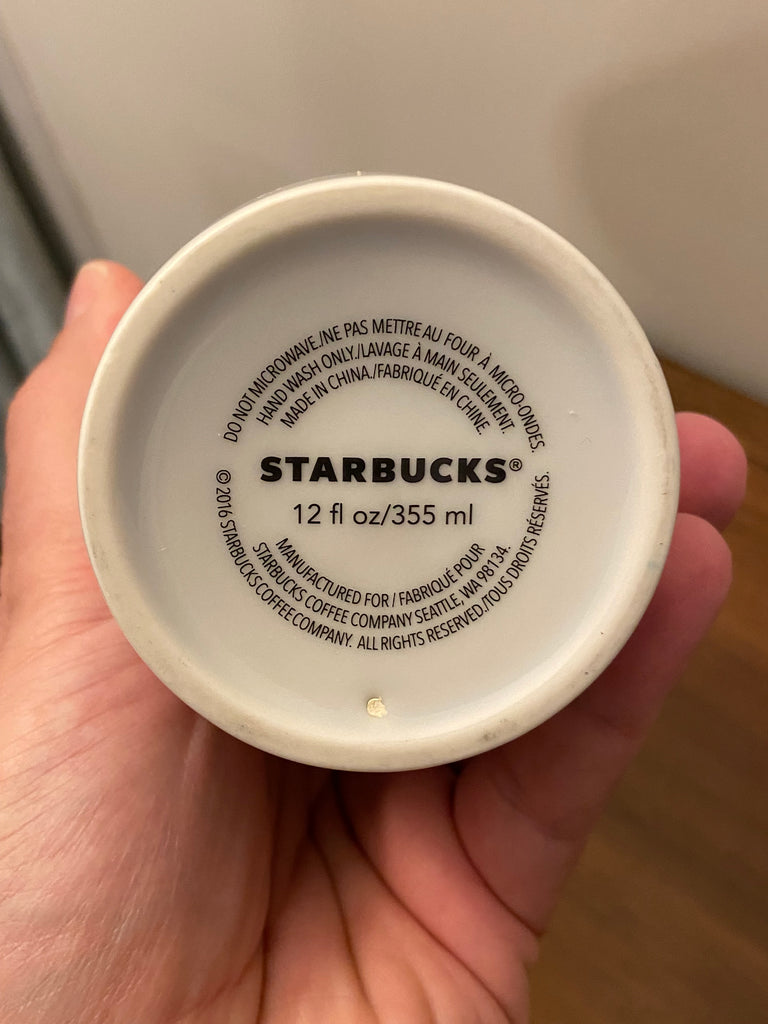 DO NOT MICROWAVE./NE PAS METTRE AU FOUR À MICRO-ONDES.
HAND WASH ONLY./LAVAGE À MAIN SEULEMENT.
MADE IN CHINA./FABRIQUÉ EN CHINE.
STARBUCKS®
12 fl oz/355 ml
MANUFACTURED FOR / FABRIQUÉ POUR
STARBUCKS COFFEE COMPANY SEATTLE, WA 98134.
© 2016 STARBUCKS COFFEE COMPANY. ALL RIGHTS RESERVED./TOUS DROITS RÉSERVÉS.